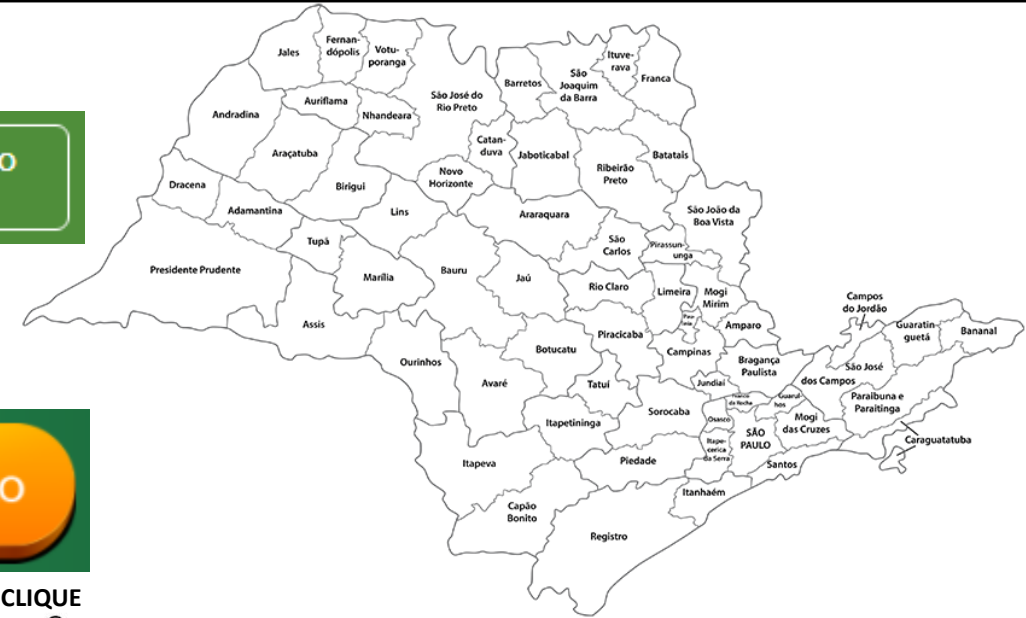 Jales
Fernan-
dópolis
Votu-
poranga
São José do
Rio Preto
Barretos
São
Joaquim
da Barra
Ituve-
rava
Franca
Andradina
Auriflama
Nhandeara
Catan-
duva
Jaboticabal
Ribeirão
Preto
Batatais
Araçatuba
Birigui
Novo
Horizonte
O
Dracena
Adamantina
Lins
Araraquara
São João da
Boa Vista
Tupã
São
Carlos
Pirassun-
unga
Presidente Prudente
Marília
Bauru
Jaú
Rio Claro
Limeira
Mogi
Mirim
Assis
Campos
do Jordão
Amparo
Guaratin
guetá
Bananal
Ourinhos
Botucatu
Piracicaba
Campinas
Bragança
Paulista
São José
dos Campos
Avaré
Tatuí
Jundiaí
Guarul-
hos
Paraibuna e
Paraitinga
Sorocaba
Osasco
Mogi
das Cruzes
Itapetininga
SÃO
PAULO
Caraguatatuba
Itape-
cerica
da Serra
Itapeva
Piedade
Santos
O
Capão
Bonito
Itanhaém
Registro
CLIQUE